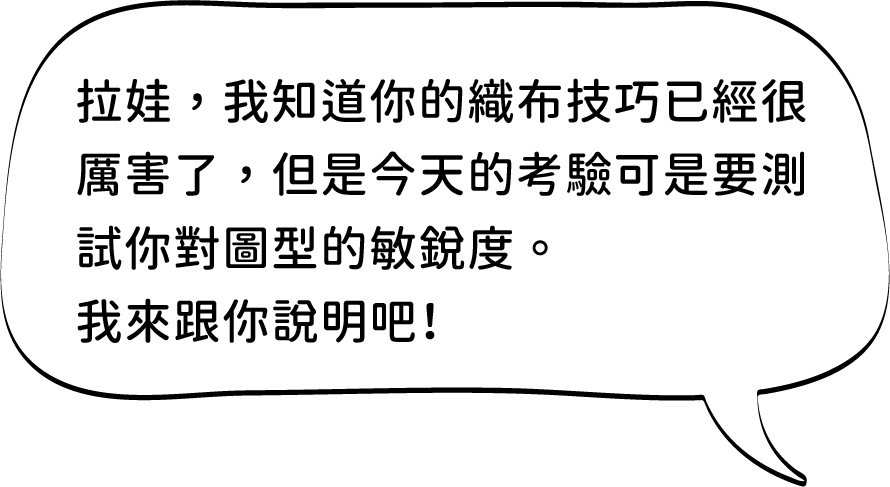 拉娃，我知道你的織布技巧已經很
厲害了，但是今天的考驗可是要測
試你對圖型的敏銳度。
我來跟你說明吧！